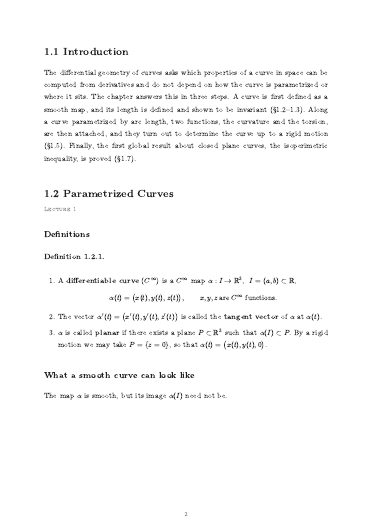 1.1 Introduction
The differential geometry of curves asks which properties of a curve in space can be
computed from derivatives and do not depend on how the curve is parametrized or
where it sits. The chapter answers this in three steps. A curve is first defined as a
smooth map, and its length is defined and shown to be invariant (§1.2–1.3). Along
a curve parametrized by arc length, two functions, the curvature and the torsion,
are then attached, and they turn out to determine the curve up to a rigid motion
(§1.5). Finally, the first global result about closed plane curves, the isoperimetric
inequality, is proved (§1.7).
1.2 Parametrized Curves
Lecture 1
Definitions
Definition 1.2.1.
1. A differentiable curve (C^∞) is a C^∞ map α : I → ℝ³, I = (a, b) ⊂ ℝ,
α(t) = (x(t), y(t), z(t)), x, y, z are C^∞ functions.
2. The vector α′(t) = (x′(t), y′(t), z′(t)) is called the tangent vector of α at α(t).
3. α is called planar if there exists a plane P ⊂ ℝ³ such that α(I) ⊂ P. By a rigid
motion we may take P = {z = 0}, so that α(t) = (x(t), y(t), 0).
What a smooth curve can look like
The map α is smooth, but its image α(I) need not be.
2